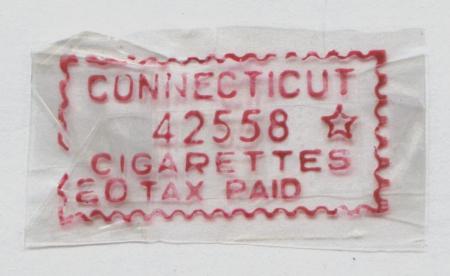 CONNECTICUT
42558
CIGARETTES
20 TAX PAID